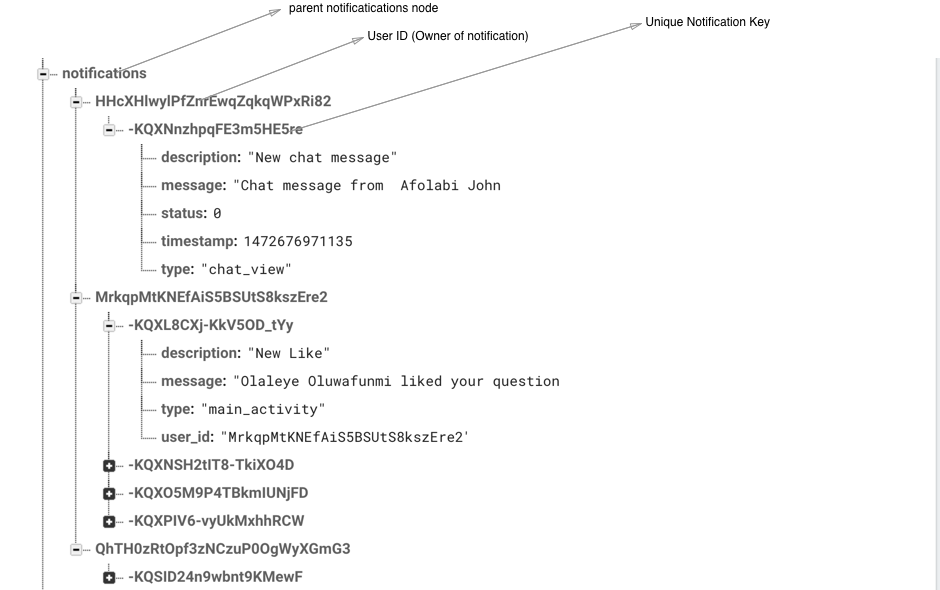 parent notificatications node
User ID (Owner of notification)
Unique Notification Key
notifications
HHcXHlwylPfZnrEwqZqkqWPxRi82
-KQXNnzhpqFE3m5HE5re
description: "New chat message"
message: "Chat message from  Afolabi John
status: 0
timestamp: 1472676971135
type: "chat_view"
MrkqpMtKNEfAiS5BSUtS8kszEre2
-KQXL8CXj-KkV5OD_tYy
description: "New Like"
message: "Olaleye Oluwafunmi liked your question
type: "main_activity"
user_id: "MrkqpMtKNEfAiS5BSUtS8kszEre2'
-KQXNSH2tIT8-TkiXO4D
-KQXO5M9P4TBkmIUNjFD
-KQXPIV6-vyUkMxhhRCW
QhTH0zRtOpf3zNCzuP0OgWyXGmG3
-KQSID24n9wbnt9KMewF